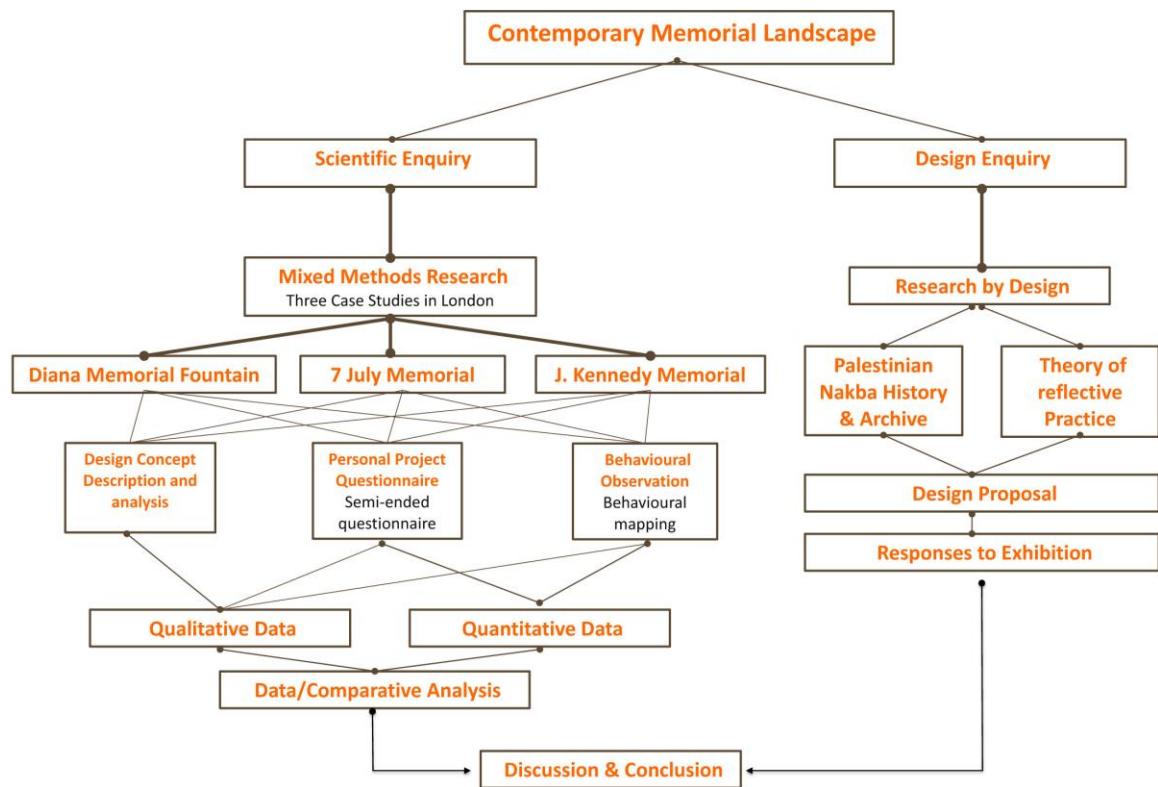 Contemporary Memorial Landscape
Scientific Enquiry
Design Enquiry
Mixed Methods Research
Three Case Studies in London
Research by Design
Diana Memorial Fountain
7 July Memorial
J. Kennedy Memorial
Palestinian
Nakba History
& Archive
Theory of
reflective
Practice
Design Concept
Description and
analysis
Personal Project
Questionnaire
Semi-ended
questionnaire
Behavioural
Observation
Behavioural
mapping
Design Proposal
Responses to Exhibition
Qualitative Data
Quantitative Data
Data/Comparative Analysis
Discussion & Conclusion